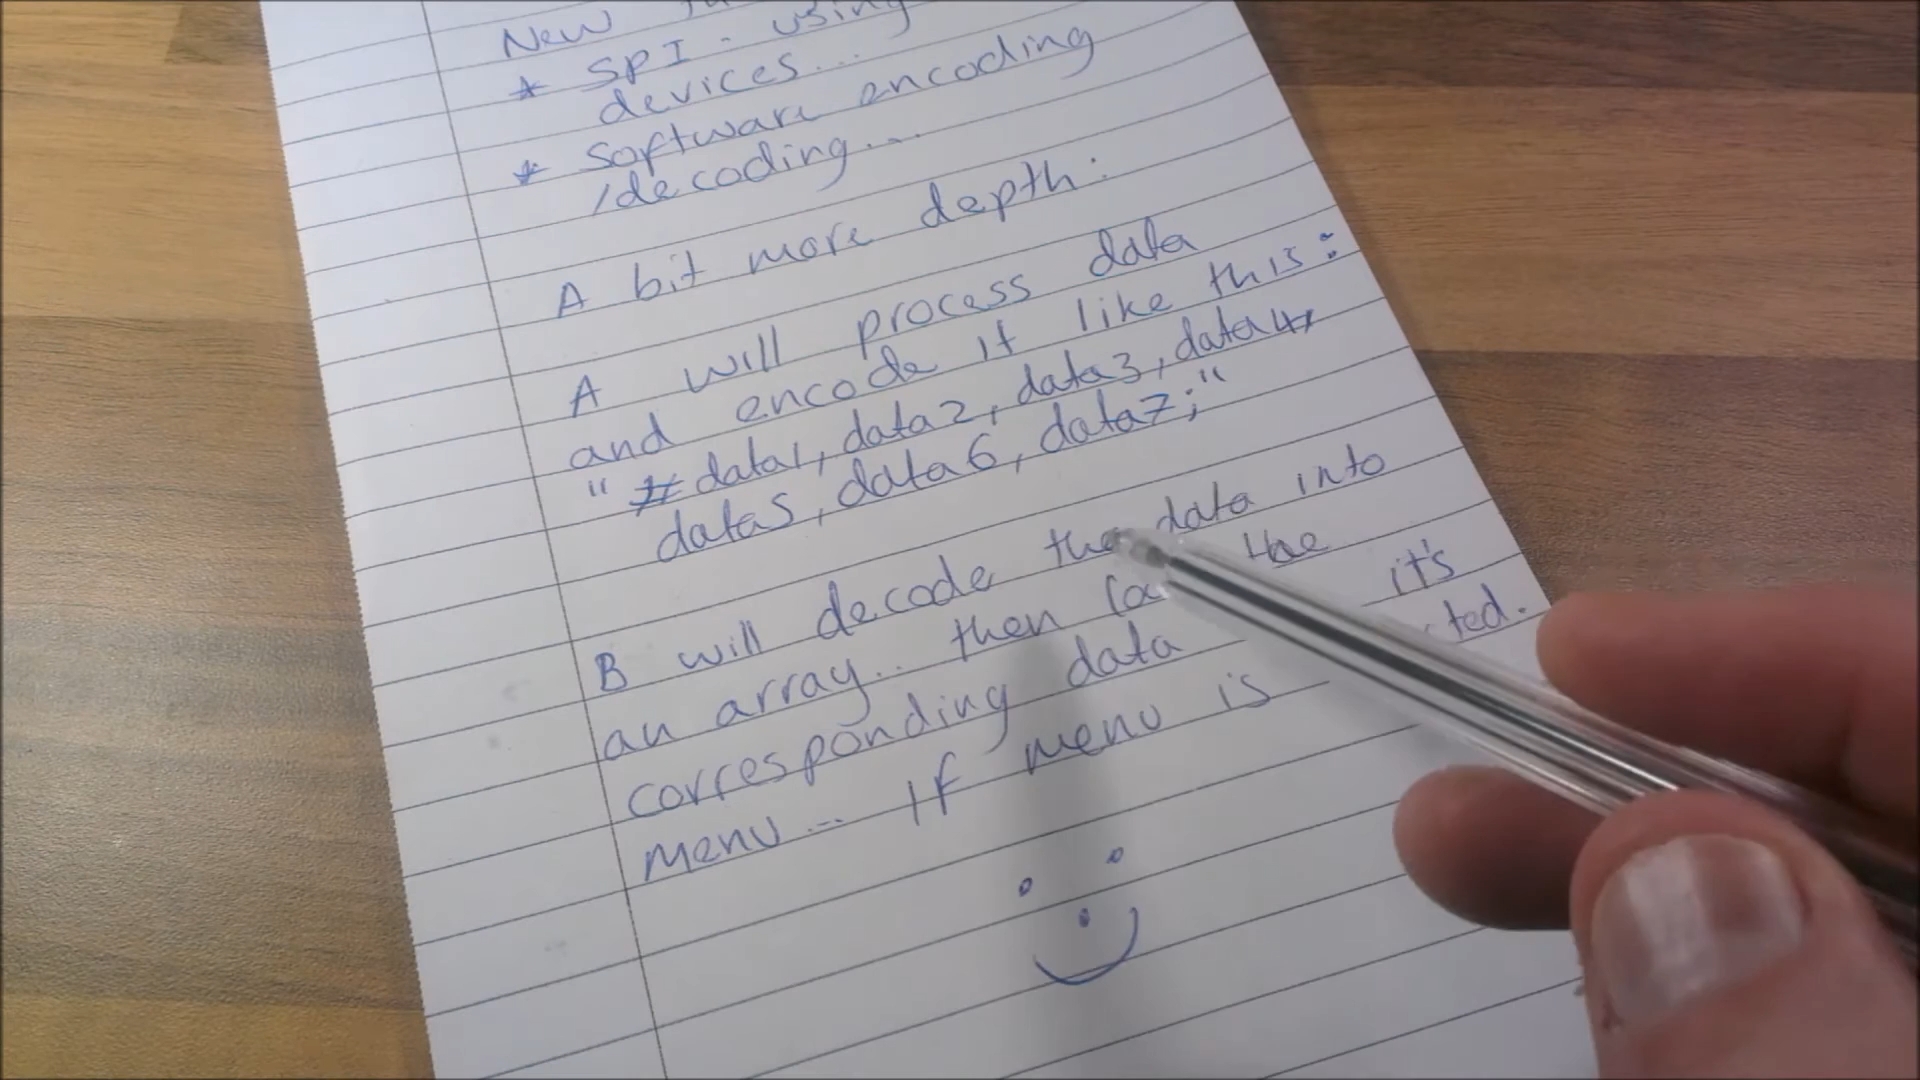 New
* SPI - using
devices...
* Software encoding
/decoding...
A bit more depth:
A will process data
and encode it like this:
"#data1, data2, data3, data4,
data5, data6, data7;"
B will decode the data into
an array.. then the
corresponding data it's
menu... If menu is